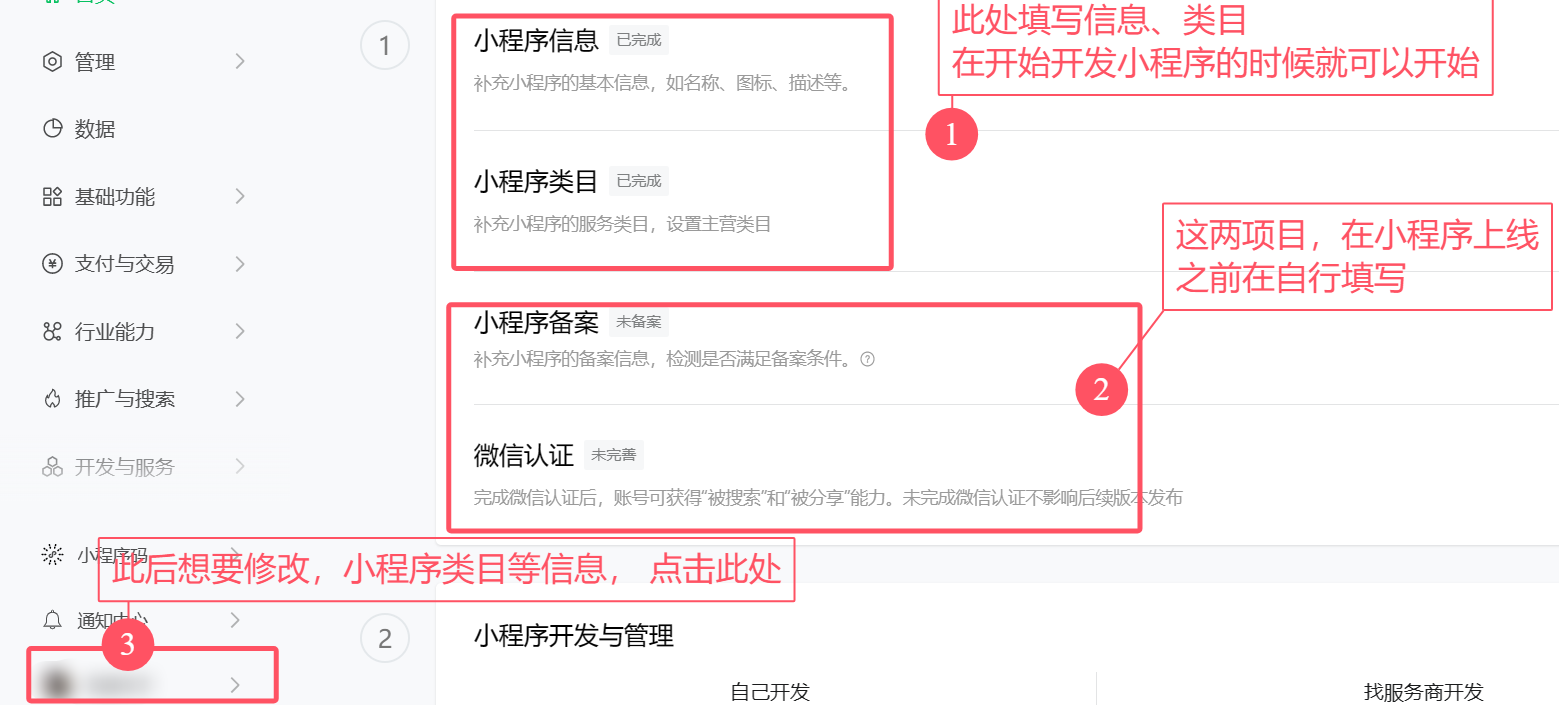 首页
管理
数据
基础功能
支付与交易
行业能力
推广与搜索
开发与服务
小程序码
通知中心
1
小程序信息 已完成
补充小程序的基本信息，如名称、图标、描述等。
小程序类目 已完成
补充小程序的服务类目，设置主营类目
小程序备案 未备案
补充小程序的备案信息，检测是否满足备案条件。
微信认证 未完善
完成微信认证后，账号可获得“被搜索”和“被分享”能力。未完成微信认证不影响后续版本发布
此处填写信息、类目
在开始开发小程序的时候就可以开始
1
这两项目，在小程序上线
之前在自行填写
2
此后想要修改，小程序类目等信息， 点击此处
3
2
小程序开发与管理
自己开发
找服务商开发